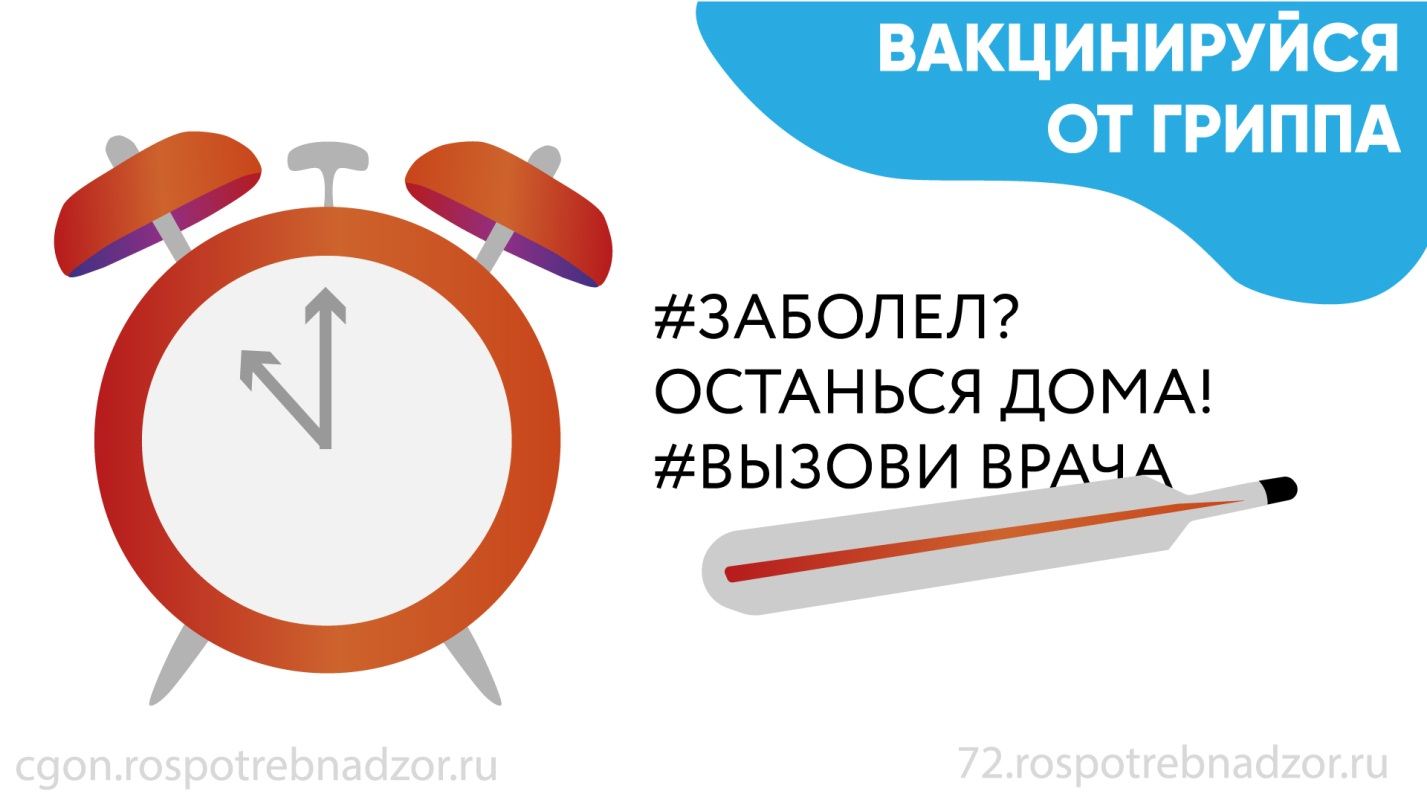 ВАКЦИНИРУЙСЯ
ОТ ГРИППА
#ЗАБОЛЕЛ?
ОСТАНЬСЯ ДОМА!
#ВЫЗОВИ ВРАЧА
cgon.rospotrebnadzor.ru
72.rospotrebnadzor.ru